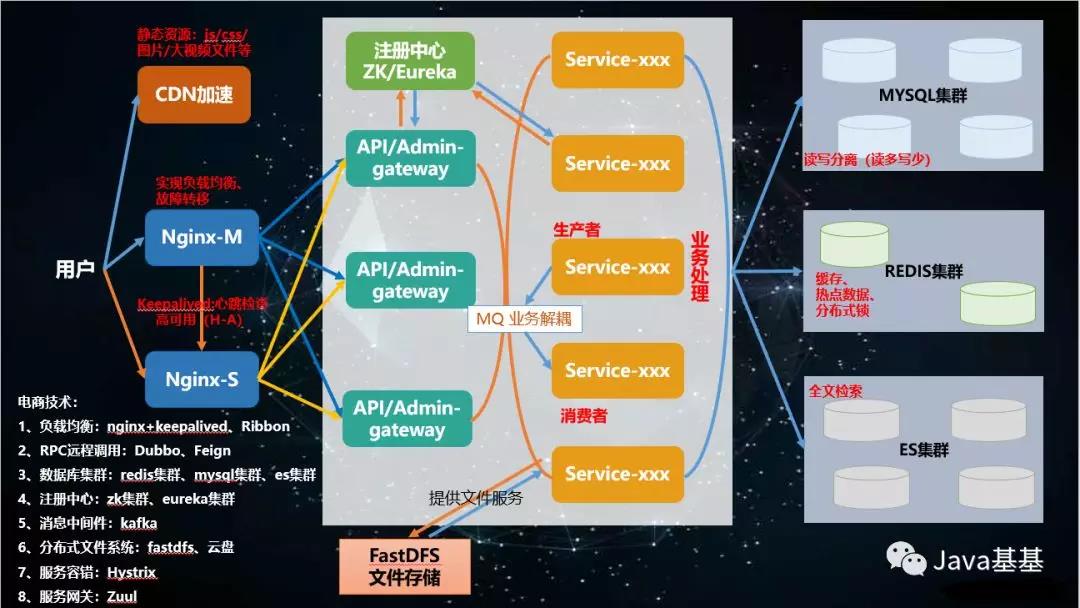 静态资源：js/css/
图片/大视频文件等
CDN加速
实现负载均衡、
故障转移
Nginx-M
用户
Keepalived:心跳检查
高可用（H-A）
Nginx-S
注册中心
ZK/Eureka
API/Admin-
gateway
API/Admin-
gateway
API/Admin-
gateway
Service-xxx
Service-xxx
生产者
Service-xxx
MQ 业务解耦
Service-xxx
消费者
Service-xxx
业务处理
提供文件服务
FastDFS
文件存储
MYSQL集群
读写分离（读多写少）
REDIS集群
缓存、
热点数据、
分布式锁
全文检索
ES集群
电商技术：
1、负载均衡：nginx+keepalived、Ribbon
2、RPC远程调用：Dubbo、Feign
3、数据库集群：redis集群、mysql集群、es集群
4、注册中心：zk集群、eureka集群
5、消息中间件：kafka
6、分布式文件系统：fastdfs、云盘
7、服务容错：Hystrix
8、服务网关：Zuul
Java基基